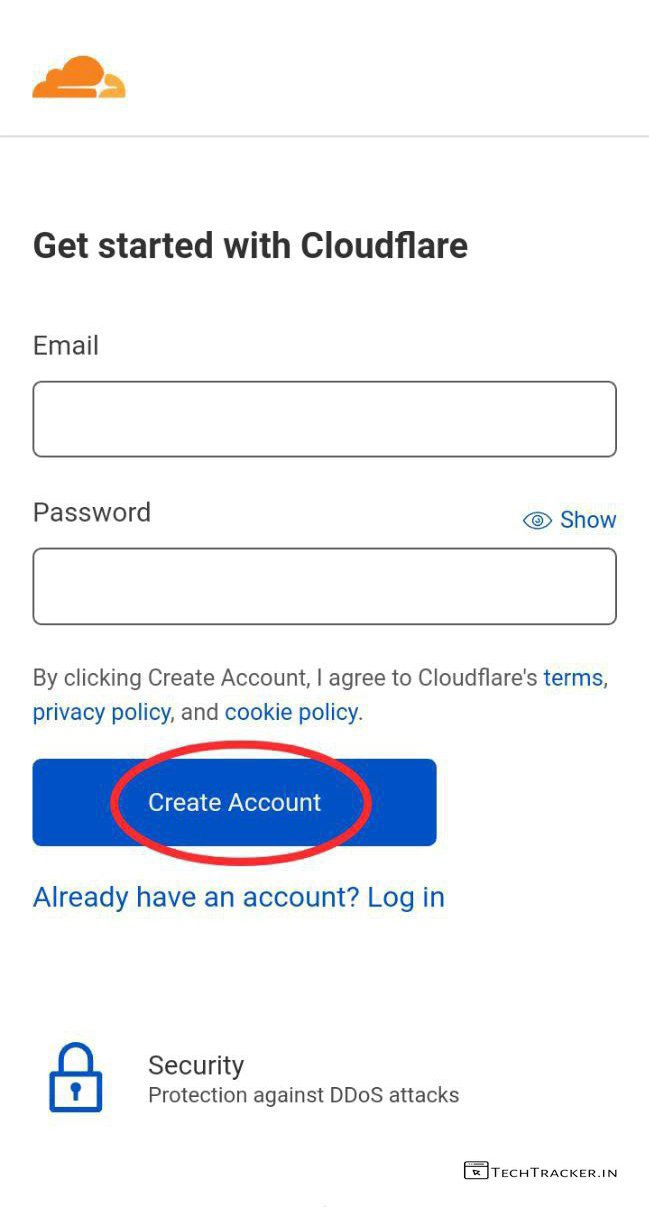 Get started with Cloudflare
Email
Password
Show
By clicking Create Account, I agree to Cloudflare's terms,
privacy policy, and cookie policy.
Create Account
Already have an account? Log in
Security
Protection against DDoS attacks
TECHTRACKER.IN